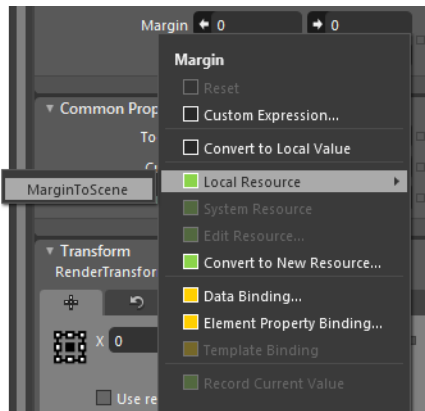 Margin 0 0
Margin
Reset
Custom Expression...
Common Prop
Convert to Local Value
To
Local Resource
MarginToScene
System Resource
Edit Resource...
Transform
Convert to New Resource...
RenderTransfor
Data Binding...
X 0
Element Property Binding...
Template Binding
Record Current Value
Use re